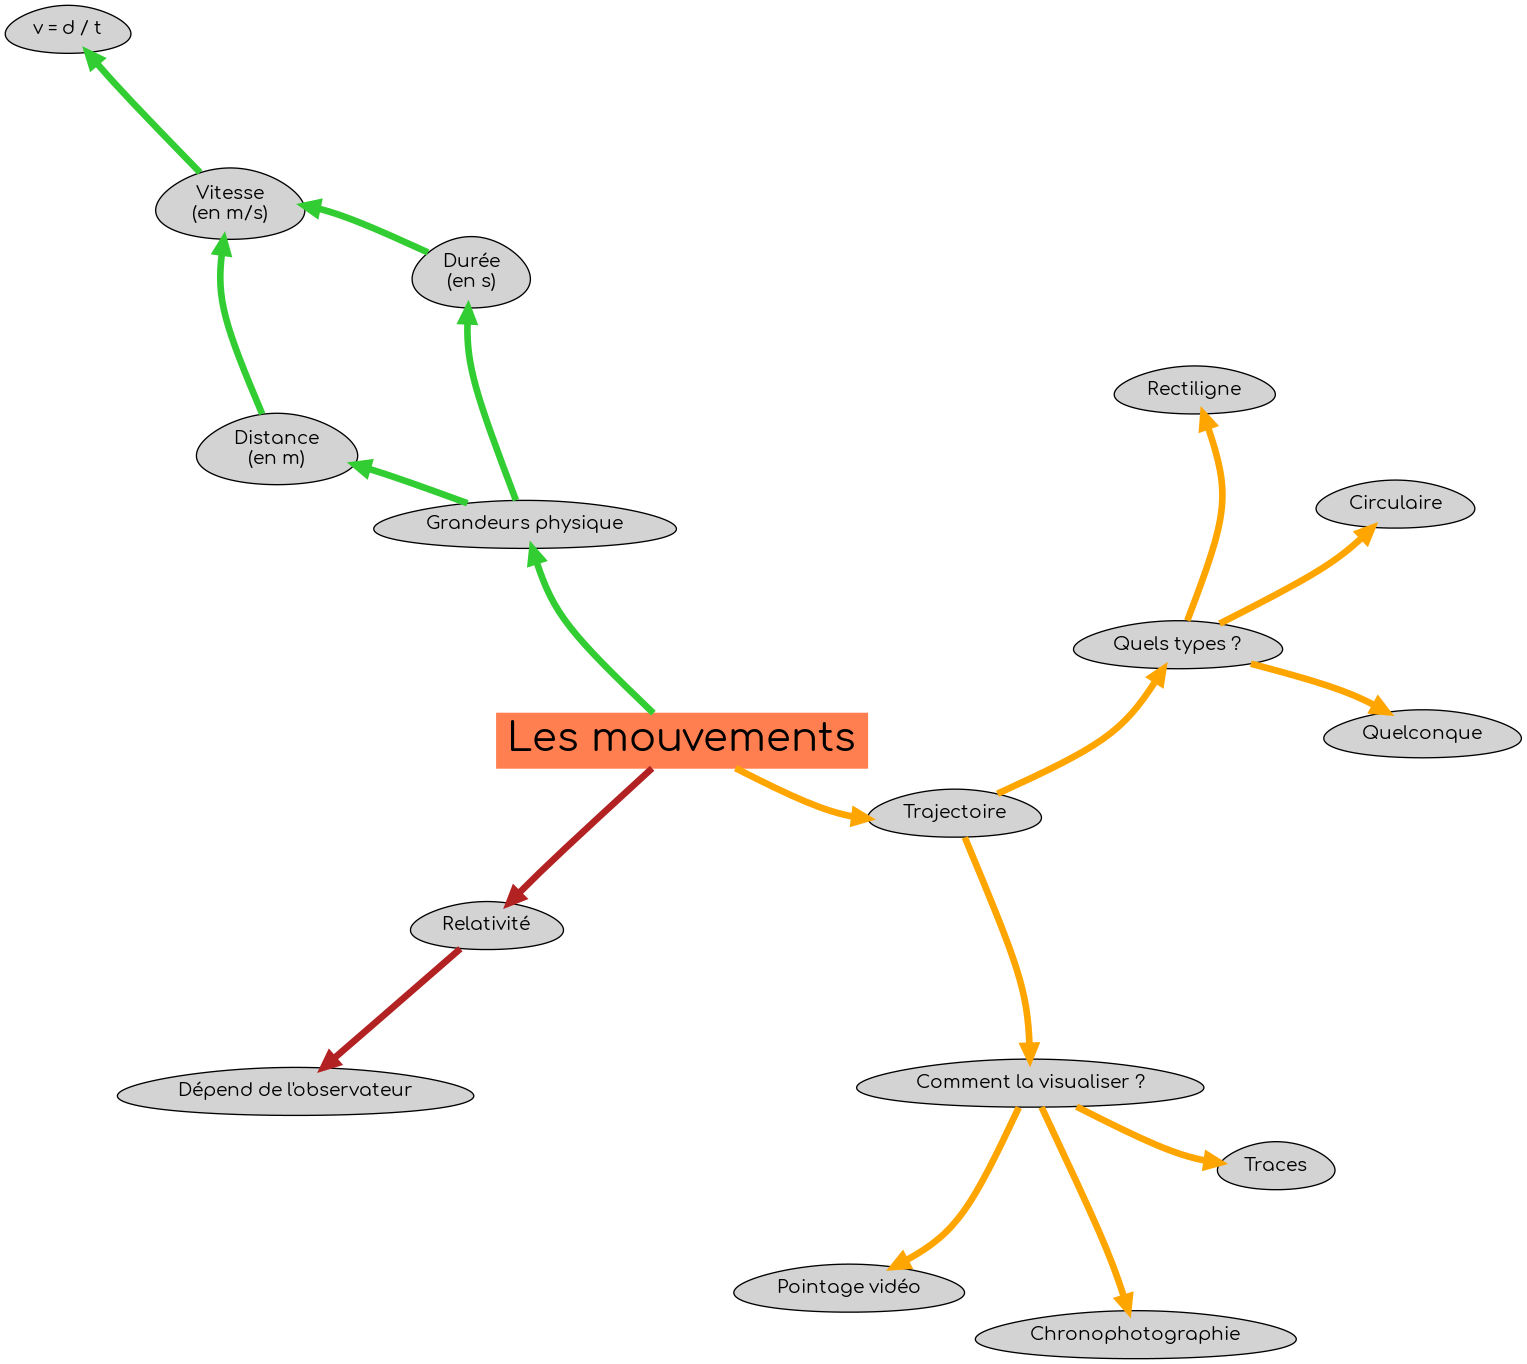 v = d / t
Vitesse
(en m/s)
Durée
(en s)
Distance
(en m)
Grandeurs physique
Rectiligne
Circulaire
Quels types ?
Quelconque
Les mouvements
Trajectoire
Relativité
Dépend de l'observateur
Comment la visualiser ?
Traces
Pointage vidéo
Chronophotographie